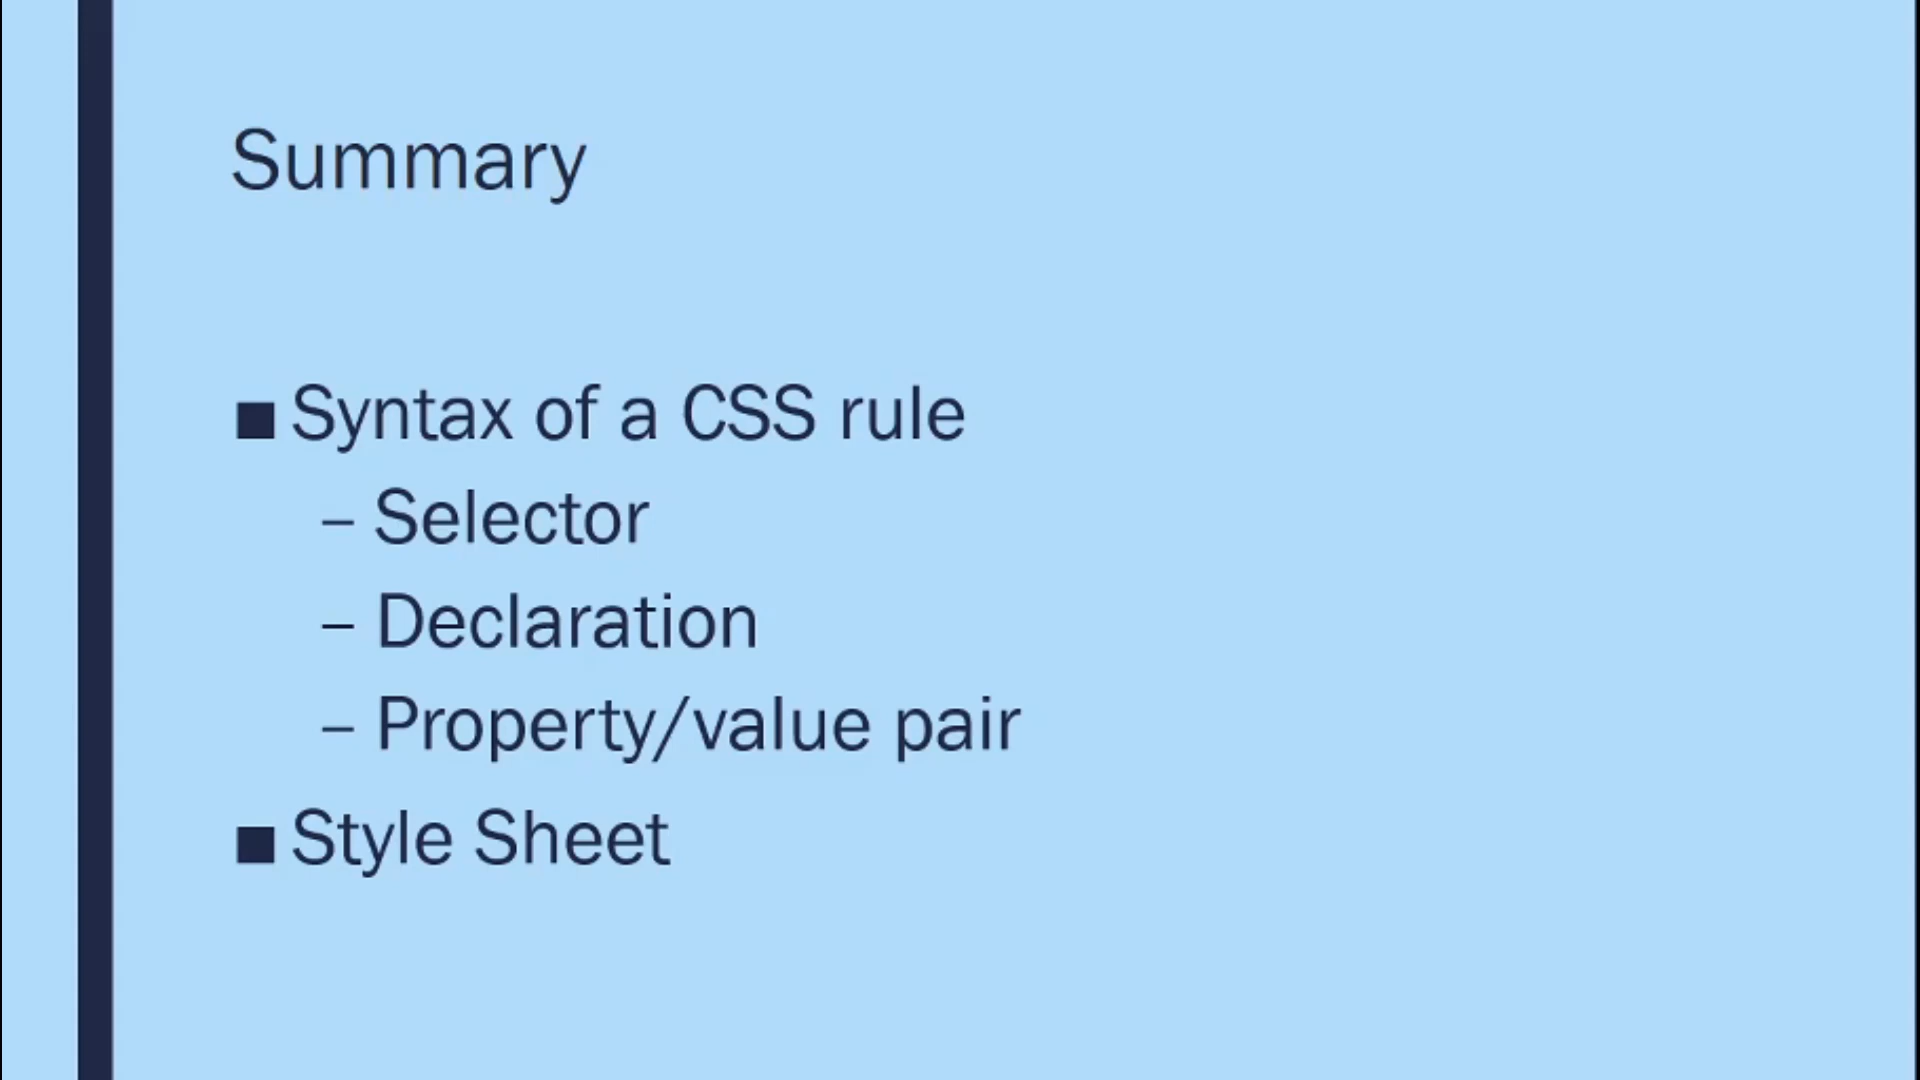 Summary
■ Syntax of a CSS rule
– Selector
– Declaration
– Property/value pair
■ Style Sheet